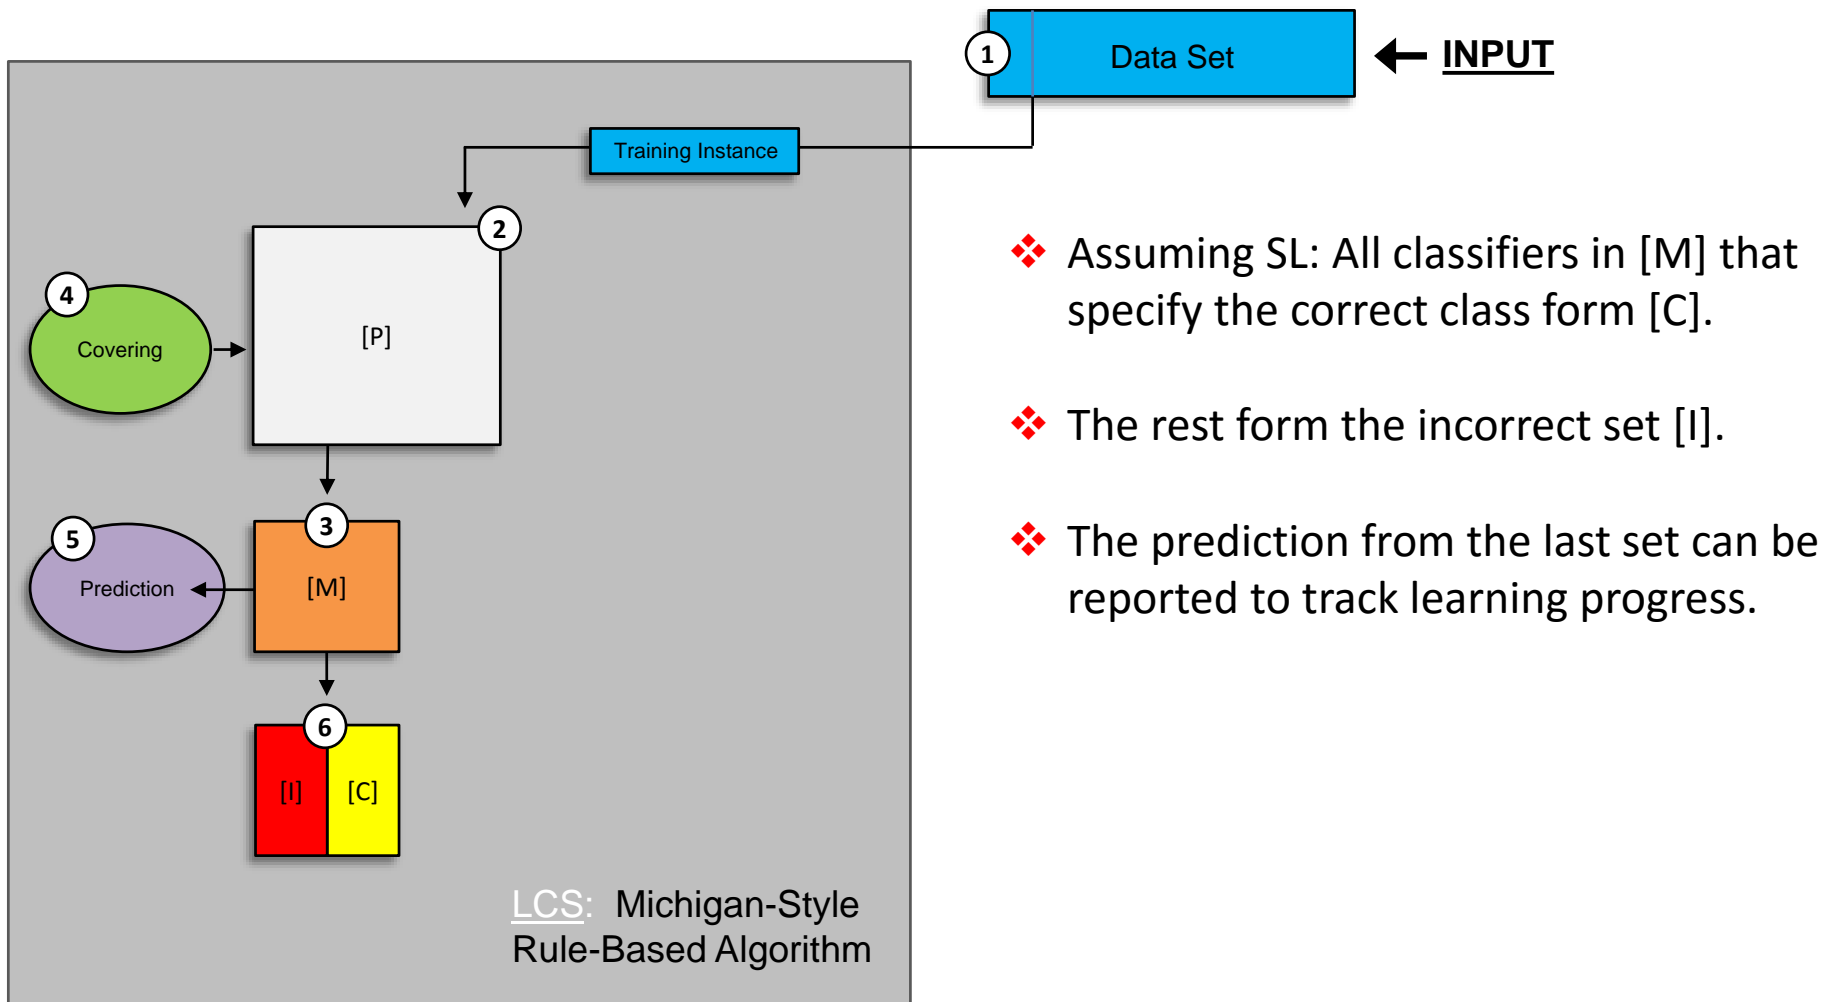 1
Data Set
INPUT
Training Instance
2
4
Covering
[P]
3
5
Prediction
[M]
6
[I]
[C]
LCS: Michigan-Style
Rule-Based Algorithm
Assuming SL: All classifiers in [M] that
specify the correct class form [C].
The rest form the incorrect set [I].
The prediction from the last set can be
reported to track learning progress.